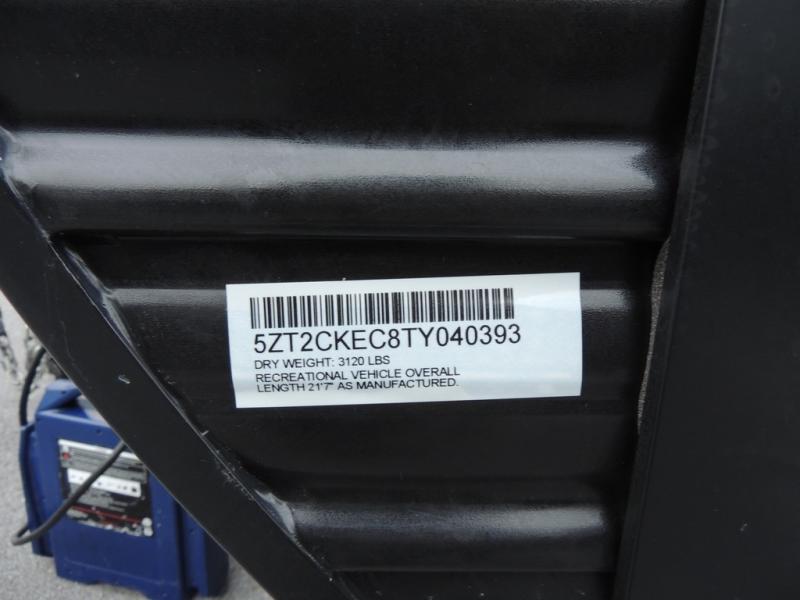 5ZT2CKEC8TY040393
DRY WEIGHT: 3120 LBS
RECREATIONAL VEHICLE OVERALL
LENGTH 21'7" AS MANUFACTURED.